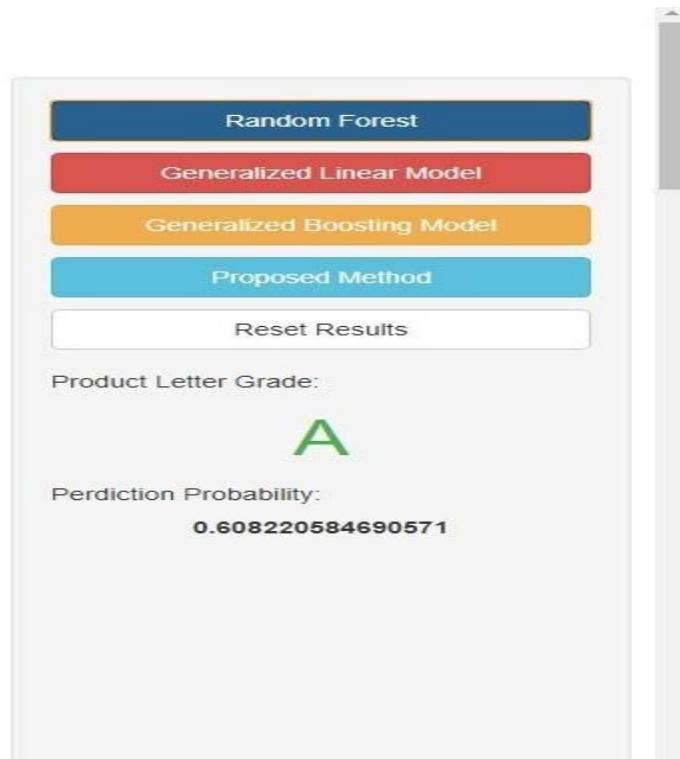 Random Forest
Generalized Linear Model
Generalized Boosting Model
Proposed Method
Reset Results
Product Letter Grade:
A
Perdiction Probability:
0.608220584690571